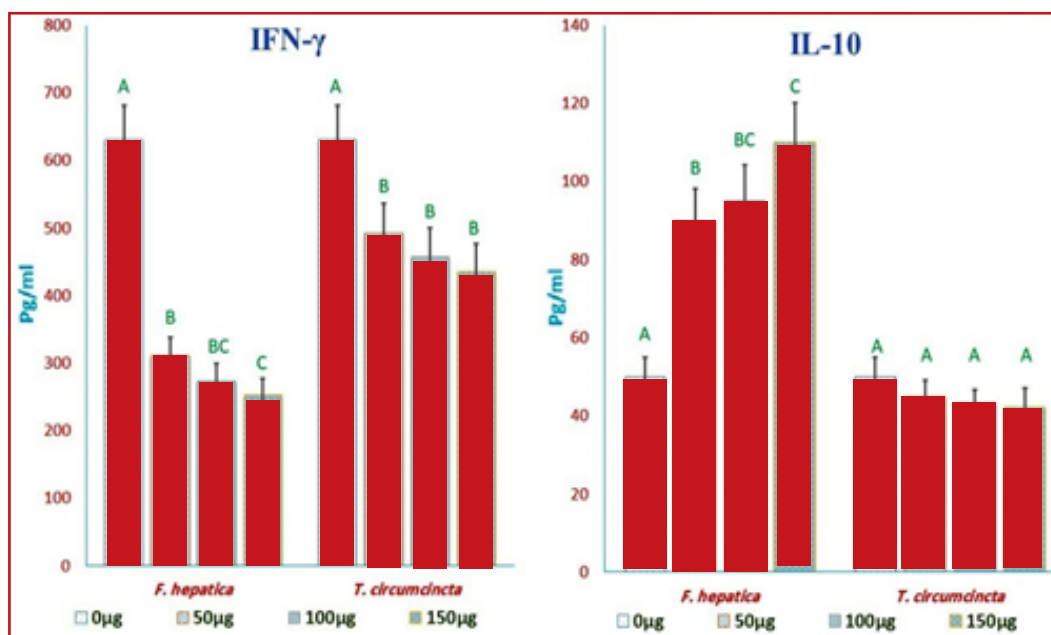 IFN-γ
800
700
600
500
400
300
200
100
0
Pg/ml
A
B
BC
C
A
B
B
B
F. hepatica
T. circumcincta
0µg
50µg
100µg
150µg
IL-10
140
120
100
80
60
40
20
0
Pg/ml
A
B
BC
C
A
A
A
A
F. hepatica
T. circumcincta
0µg
50µg
100µg
150µg